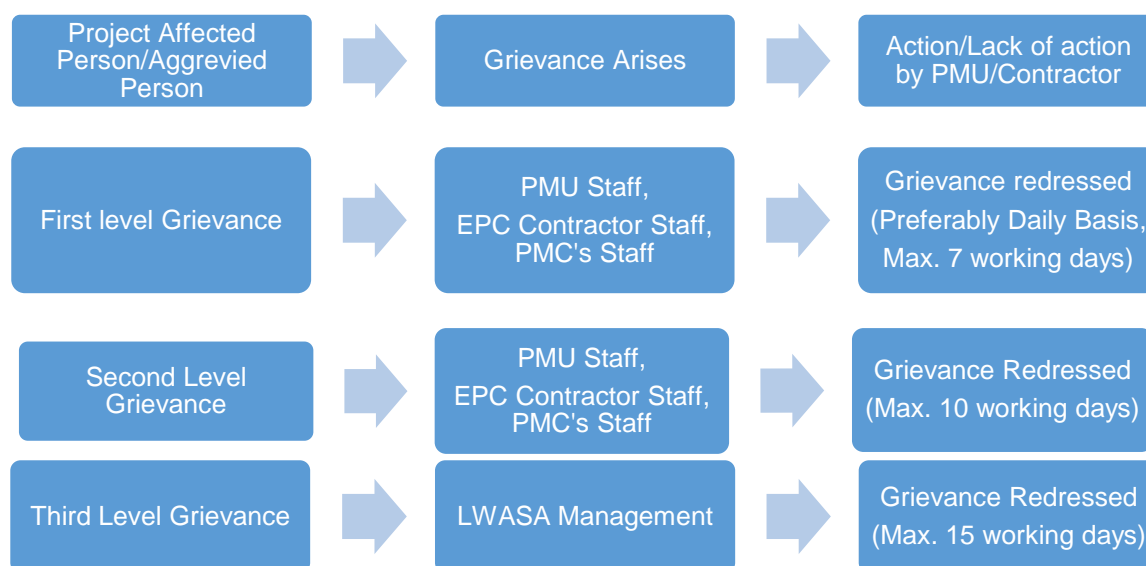 Project Affected
Person/Aggrevied
Person
Grievance Arises
Action/Lack of action
by PMU/Contractor
First level Grievance
PMU Staff,
EPC Contractor Staff,
PMC's Staff
Grievance redressed
(Preferably Daily Basis,
Max. 7 working days)
Second Level
Grievance
PMU Staff,
EPC Contractor Staff,
PMC's Staff
Grievance Redressed
(Max. 10 working days)
Third Level Grievance
LWASA Management
Grievance Redressed
(Max. 15 working days)